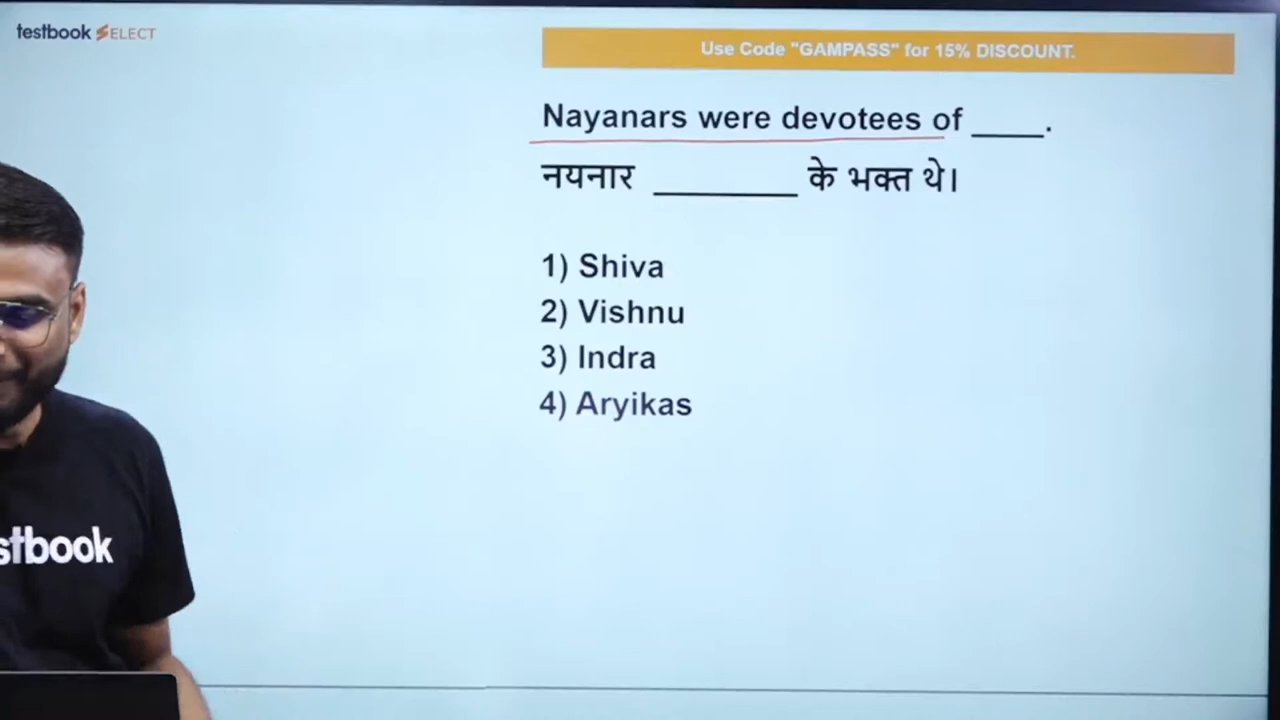 testbook SELECT
Use Code "GAMPASS" for 15% DISCOUNT.
Nayanars were devotees of ____.
नयनार ________ के भक्त थे।
1) Shiva
2) Vishnu
3) Indra
4) Aryikas
stbook